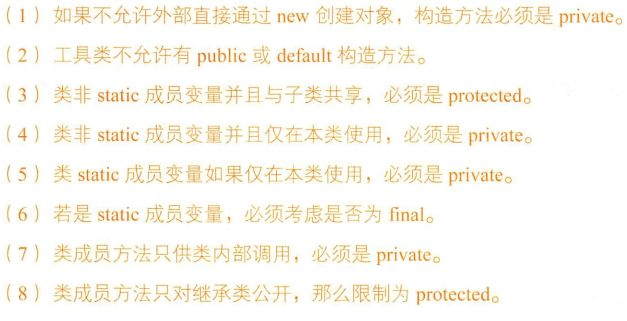 （1）如果不允许外部直接通过 new 创建对象，构造方法必须是 private。
（2）工具类不允许有 public 或 default 构造方法。
（3）类非 static 成员变量并且与子类共享，必须是 protected。
（4）类非 static 成员变量并且仅在本类使用，必须是 private。
（5）类 static 成员变量如果仅在本类使用，必须是 private。
（6）若是 static 成员变量，必须考虑是否为 final。
（7）类成员方法只供类内部调用，必须是 private。
（8）类成员方法只对继承类公开，那么限制为 protected。